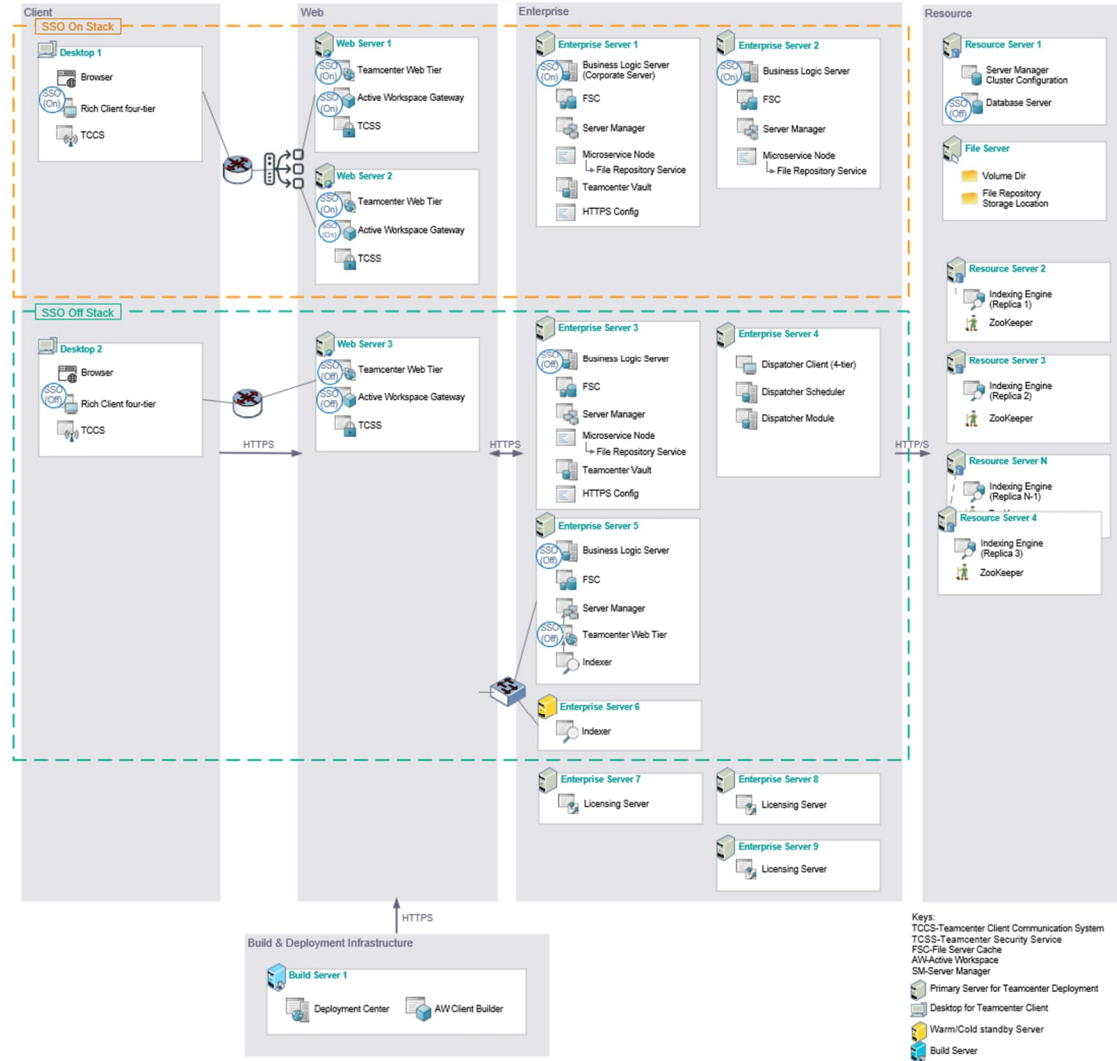 Client
Web
Enterprise
Resource
SSO On Stack
Desktop 1
Browser
SSO
(On)
Rich Client four-tier
TCCS
Web Server 1
SSO
(On)
Teamcenter Web Tier
SSO
(On)
Active Workspace Gateway
TCSS
Web Server 2
SSO
(On)
Teamcenter Web Tier
SSO
(On)
Active Workspace Gateway
TCSS
Enterprise Server 1
SSO
(On)
Business Logic Server
(Corporate Server)
FSC
Server Manager
Microservice Node
File Repository Service
Teamcenter Vault
HTTPS Config
Enterprise Server 2
SSO
(On)
Business Logic Server
FSC
Server Manager
Microservice Node
File Repository Service
Resource Server 1
Server Manager
Cluster Configuration
SSO
(Off)
Database Server
File Server
Volume Dir
File Repository
Storage Location
Resource Server 2
1
Indexing Engine
(Replica 1)
ZooKeeper
Resource Server 3
Indexing Engine
(Replica 2)
ZooKeeper
Resource Server N
Indexing Engine
(Replica N-1)
Resource Server 4
Indexing Engine
(Replica 3)
ZooKeeper
SSO Off Stack
Desktop 2
Browser
SSO
(Off)
Rich Client four-tier
TCCS
HTTPS
Web Server 3
SSO
(Off)
Teamcenter Web Tier
SSO
(Off)
Active Workspace Gateway
TCSS
HTTPS
Enterprise Server 3
SSO
(Off)
Business Logic Server
FSC
Server Manager
Microservice Node
File Repository Service
Teamcenter Vault
HTTPS Config
Enterprise Server 4
Dispatcher Client (4-tier)
Dispatcher Scheduler
Dispatcher Module
HTTP/S
Enterprise Server 5
SSO
(Off)
Business Logic Server
FSC
Server Manager
SSO
(Off)
Teamcenter Web Tier
Indexer
Enterprise Server 6
Indexer
Enterprise Server 7
Licensing Server
Enterprise Server 8
Licensing Server
Enterprise Server 9
Licensing Server
HTTPS
Build & Deployment Infrastructure
Build Server 1
Deployment Center
AW Client Builder
Keys:
TCCS-Teamcenter Client Communication System
TCSS-Teamcenter Security Service
FSC-File Server Cache
AW-Active Workspace
SM-Server Manager
Primary Server for Teamcenter Deployment
Desktop for Teamcenter Client
Warm/Cold standby Server
Build Server